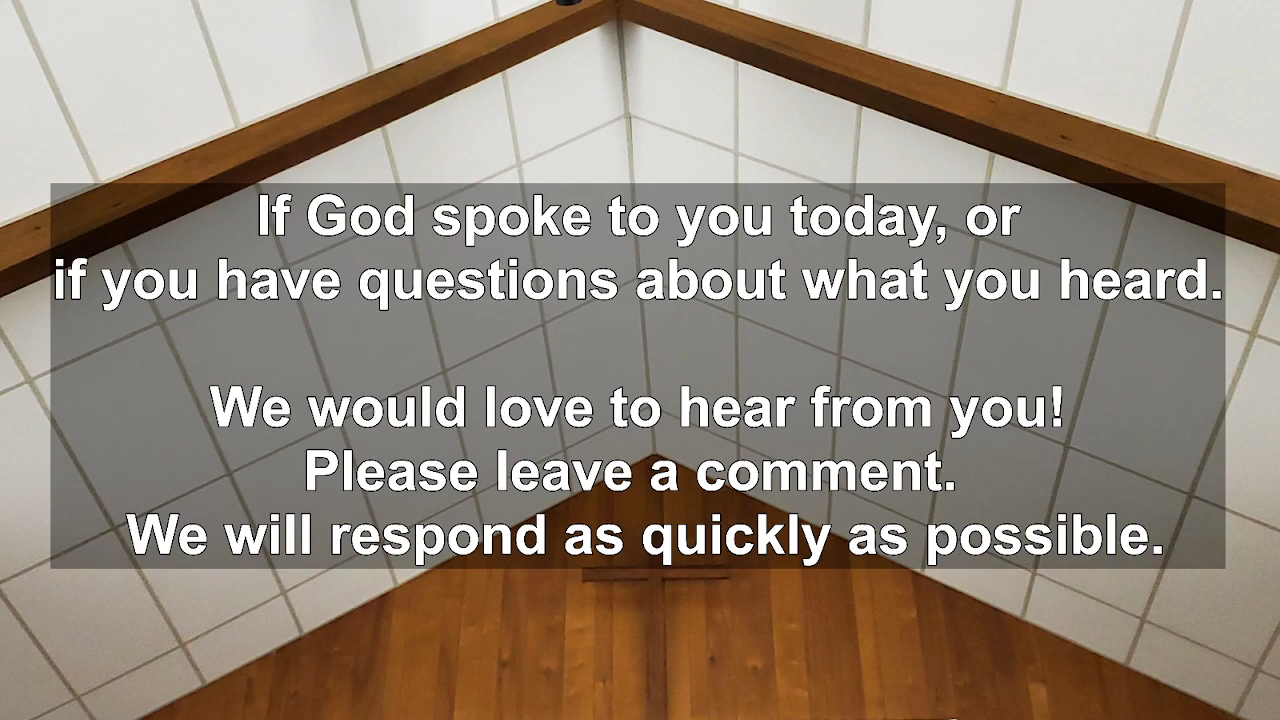 If God spoke to you today, or
if you have questions about what you heard.
We would love to hear from you!
Please leave a comment.
We will respond as quickly as possible.